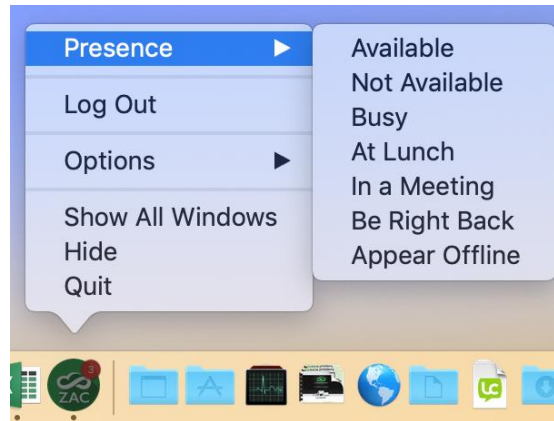 Presence
Log Out
Options
Show All Windows
Hide
Quit
Available
Not Available
Busy
At Lunch
In a Meeting
Be Right Back
Appear Offline
3
ZAC